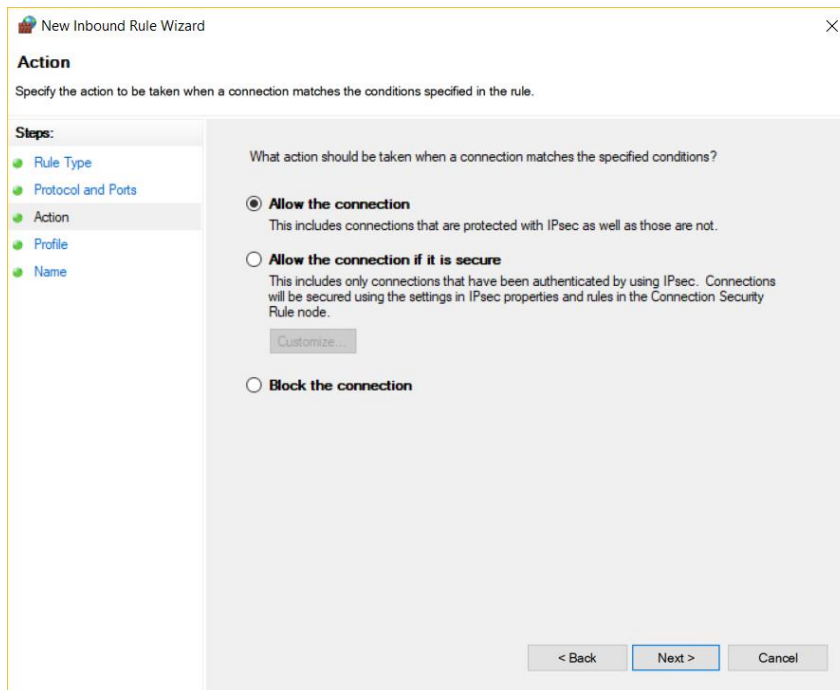 New Inbound Rule Wizard
Action
Specify the action to be taken when a connection matches the conditions specified in the rule.
Steps:
Rule Type
Protocol and Ports
Action
Profile
Name
What action should be taken when a connection matches the specified conditions?
Allow the connection
This includes connections that are protected with IPsec as well as those are not.
Allow the connection if it is secure
This includes only connections that have been authenticated by using IPsec. Connections
will be secured using the settings in IPsec properties and rules in the Connection Security
Rule node.
Customize...
Block the connection
< Back
Next >
Cancel